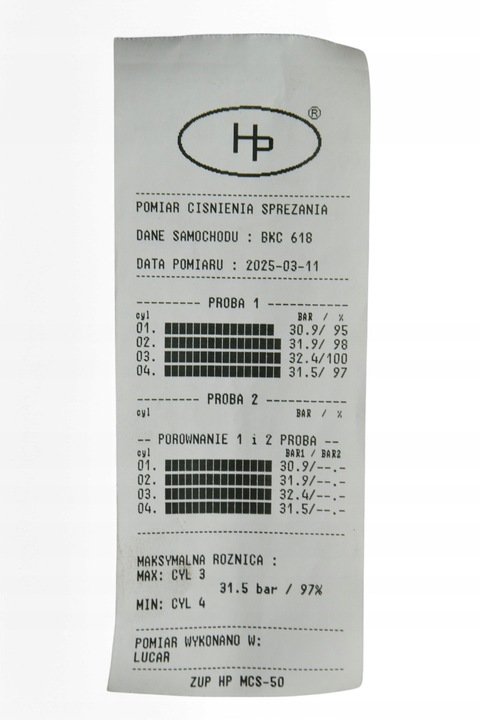 HP ®
POMIAR CISNIENIA SPREZANIA
DANE SAMOCHODU : BKC 618
DATA POMIARU : 2025-03-11
--------- PROBA 1 -----------
cyl BAR / %
01. 30.9/ 95
02. 31.9/ 98
03. 32.4/100
04. 31.5/ 97
--------- PROBA 2 -----------
cyl BAR / %
-- POROWNANIE 1 i 2 PROBA --
cyl BAR1 / BAR2
01. 30.9/--.-
02. 31.9/--.-
03. 32.4/--.-
04. 31.5/--.-
MAKSYMALNA ROZNICA :
MAX: CYL 3
31.5 bar / 97%
MIN: CYL 4
POMIAR WYKONANO W:
LUCAR
ZUP HP MCS-50